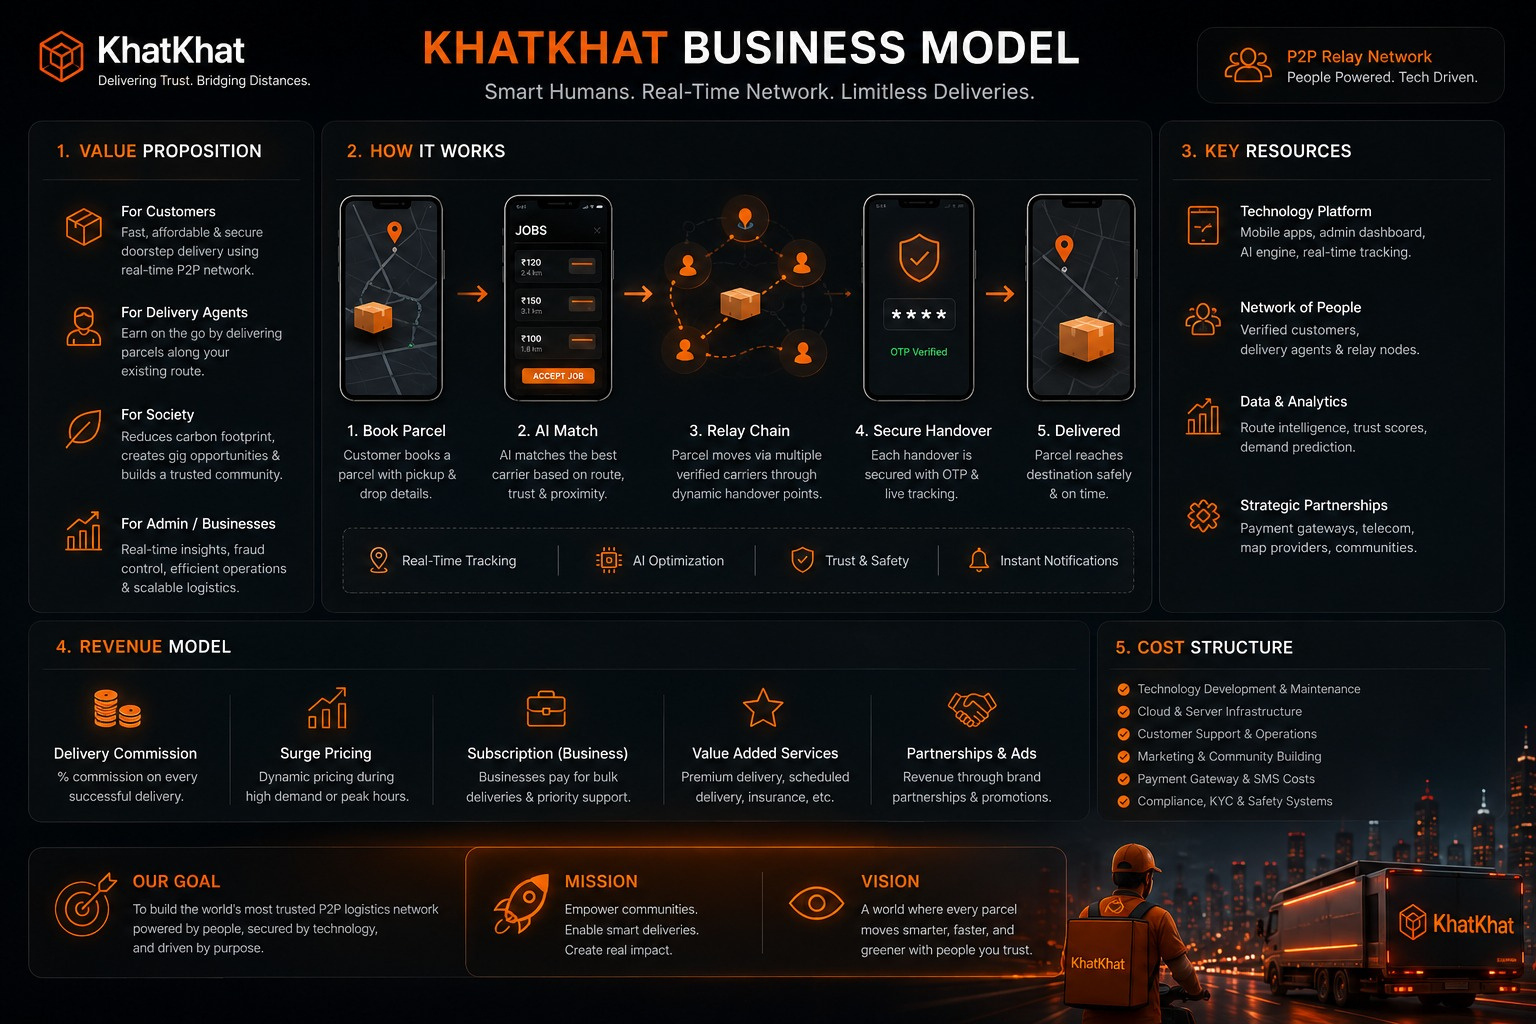 KhatKhat
Delivering Trust. Bridging Distances.
KHATKHAT BUSINESS MODEL
Smart Humans. Real-Time Network. Limitless Deliveries.
P2P Relay Network
People Powered. Tech Driven.
1. VALUE PROPOSITION
For Customers
Fast, affordable & secure
doorstep delivery using
real-time P2P network.
For Delivery Agents
Earn on the go by delivering
parcels along your
existing route.
For Society
Reduces carbon footprint,
creates gig opportunities &
builds a trusted community.
For Admin / Businesses
Real-time insights, fraud
control, efficient operations
& scalable logistics.
2. HOW IT WORKS
JOBS
₹120
2.4 km
₹150
3.1 km
₹100
1.8 km
ACCEPT JOB
****
OTP Verified
1. Book Parcel
Customer books a
parcel with pickup &
drop details.
2. AI Match
AI matches the best
carrier based on route,
trust & proximity.
3. Relay Chain
Parcel moves via multiple
verified carriers through
dynamic handover points.
4. Secure Handover
Each handover is
secured with OTP &
live tracking.
5. Delivered
Parcel reaches
destination safely
& on time.
Real-Time Tracking
AI Optimization
Trust & Safety
Instant Notifications
3. KEY RESOURCES
Technology Platform
Mobile apps, admin dashboard,
AI engine, real-time tracking.
Network of People
Verified customers,
delivery agents & relay nodes.
Data & Analytics
Route intelligence, trust scores,
demand prediction.
Strategic Partnerships
Payment gateways, telecom,
map providers, communities.
4. REVENUE MODEL
Delivery Commission
% commission on every
successful delivery.
Surge Pricing
Dynamic pricing during
high demand or peak hours.
Subscription (Business)
Businesses pay for bulk
deliveries & priority support.
Value Added Services
Premium delivery, scheduled
delivery, insurance, etc.
Partnerships & Ads
Revenue through brand
partnerships & promotions.
5. COST STRUCTURE
Technology Development & Maintenance
Cloud & Server Infrastructure
Customer Support & Operations
Marketing & Community Building
Payment Gateway & SMS Costs
Compliance, KYC & Safety Systems
OUR GOAL
To build the world's most trusted P2P logistics network
powered by people, secured by technology,
and driven by purpose.
MISSION
Empower communities.
Enable smart deliveries.
Create real impact.
VISION
A world where every parcel
moves smarter, faster, and
greener with people you trust.
KhatKhat
KhatKhat